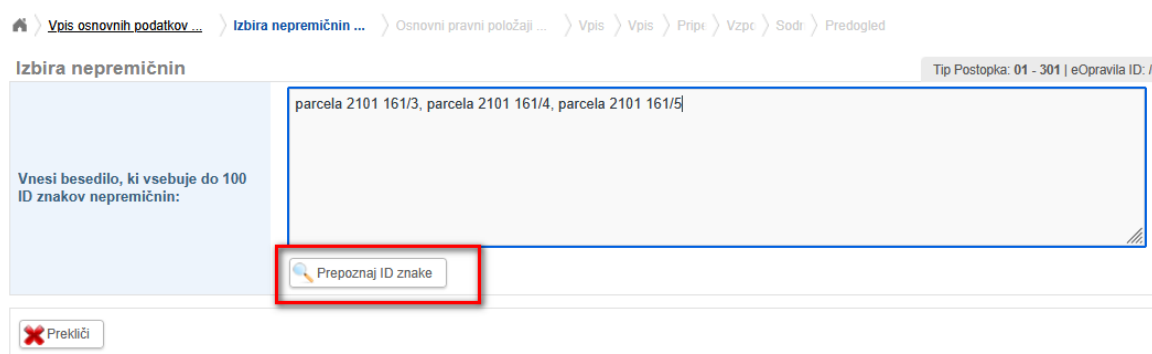 Vpis osnovnih podatkov ... Izbira nepremičnin ... Osnovni pravni položaji ... Vpis Vpis Pripe Vzpc Sodr Predogled
Izbira nepremičnin
Tip Postopka: 01 - 301 | eOpravila ID: /
parcela 2101 161/3, parcela 2101 161/4, parcela 2101 161/5
Vnesi besedilo, ki vsebuje do 100
ID znakov nepremičnin:
Prepoznaj ID znake
Prekliči